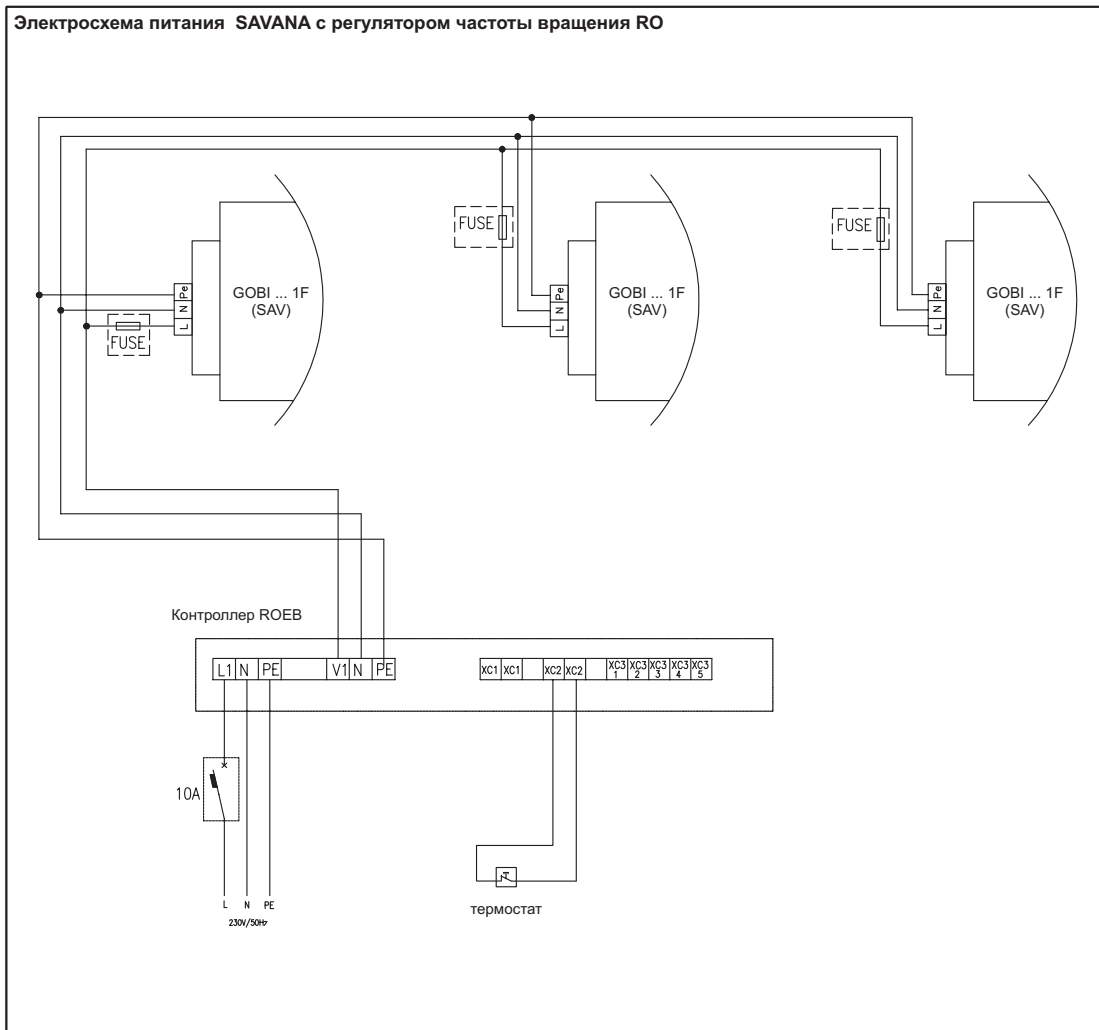 Электросхема питания SAVANA с регулятором частоты вращения RO
FUSE
FUSE
FUSE
Pe
N
L
GOBI ... 1F
(SAV)
Pe
N
L
GOBI ... 1F
(SAV)
Pe
N
L
GOBI ... 1F
(SAV)
Контроллер ROEB
L1 N PE V1 N PE
XC1 XC1 XC2 XC2 XC3 XC3 XC3 XC3 XC3
1 2 3 4 5
10A
L N PE
230V/50Hz
термостат